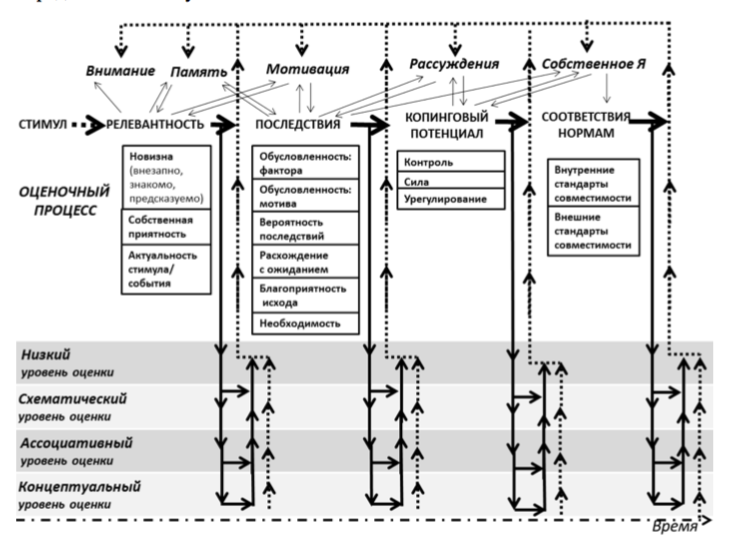 Внимание
Память
Мотивация
Рассуждения
Собственное Я
СТИМУЛ
РЕЛЕВАНТНОСТЬ
ПОСЛЕДСТВИЯ
КОПИНГОВЫЙ
ПОТЕНЦИАЛ
СООТВЕТСТВИЯ
НОРМАМ
ОЦЕНОЧНЫЙ
ПРОЦЕСС
Новизна
(внезапно,
знакомо,
предсказуемо)
Собственная
приятность
Актуальность
стимула/
события
Обусловленность:
фактора
Обусловленность:
мотива
Вероятность
последствий
Расхождение
с ожиданием
Благоприятность
исхода
Необходимость
Контроль
Сила
Урегулирование
Внутренние
стандарты
совместимости
Внешние
стандарты
совместимости
Низкий
уровень оценки
Схематический
уровень оценки
Ассоциативный
уровень оценки
Концептуальный
уровень оценки
Время